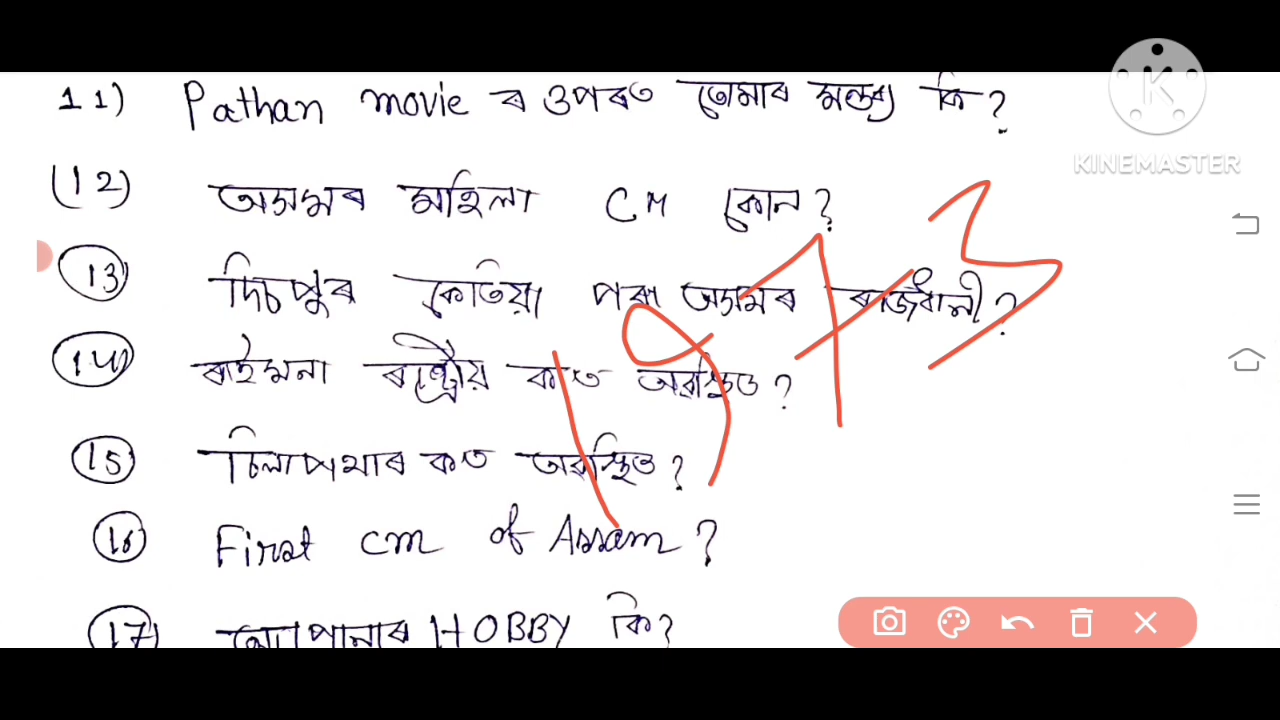 11) Pathan movie ৰ ওপৰত তোমাৰ মন্তব্য কি?
KINEMASTER
(12) অসমৰ মহিলা CM কোন?
13) দিচপুৰ কেতিয়া পৰা অসমৰ ৰাজধানী?
1973
14) ৰাইমনা ৰাষ্ট্ৰীয় কত অৱস্থিত?
15) চিলাপথাৰ কত অৱস্থিত?
16 First cm of Assam?
17) আপোনাৰ HOBBY কি?